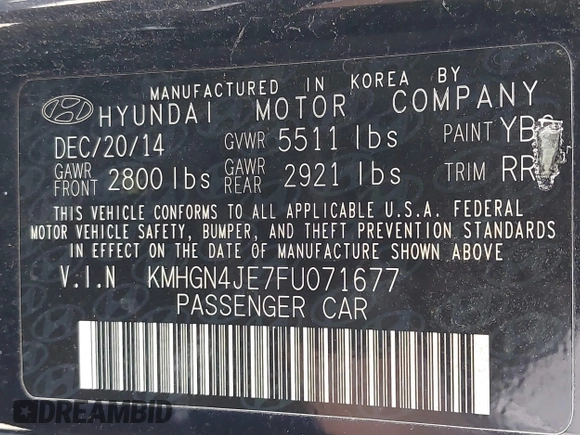 MANUFACTURED IN KOREA BY
HYUNDAI MOTOR COMPANY
DEC/20/14 GVWR 5511 lbs PAINT
GAWR FRONT 2800 lbs GAWR REAR 2921 lbs TRIM
THIS VEHICLE CONFORMS TO ALL APPLICABLE U.S.A. FEDERAL
MOTOR VEHICLE SAFETY, BUMPER, AND THEFT PREVENTION STANDARDS
IN EFFECT ON THE DATE OF MANUFACTURE SHOWN ABOVE
V.I.N KMHGN4JE7FU071677
PASSENGER CAR
DREAMBID